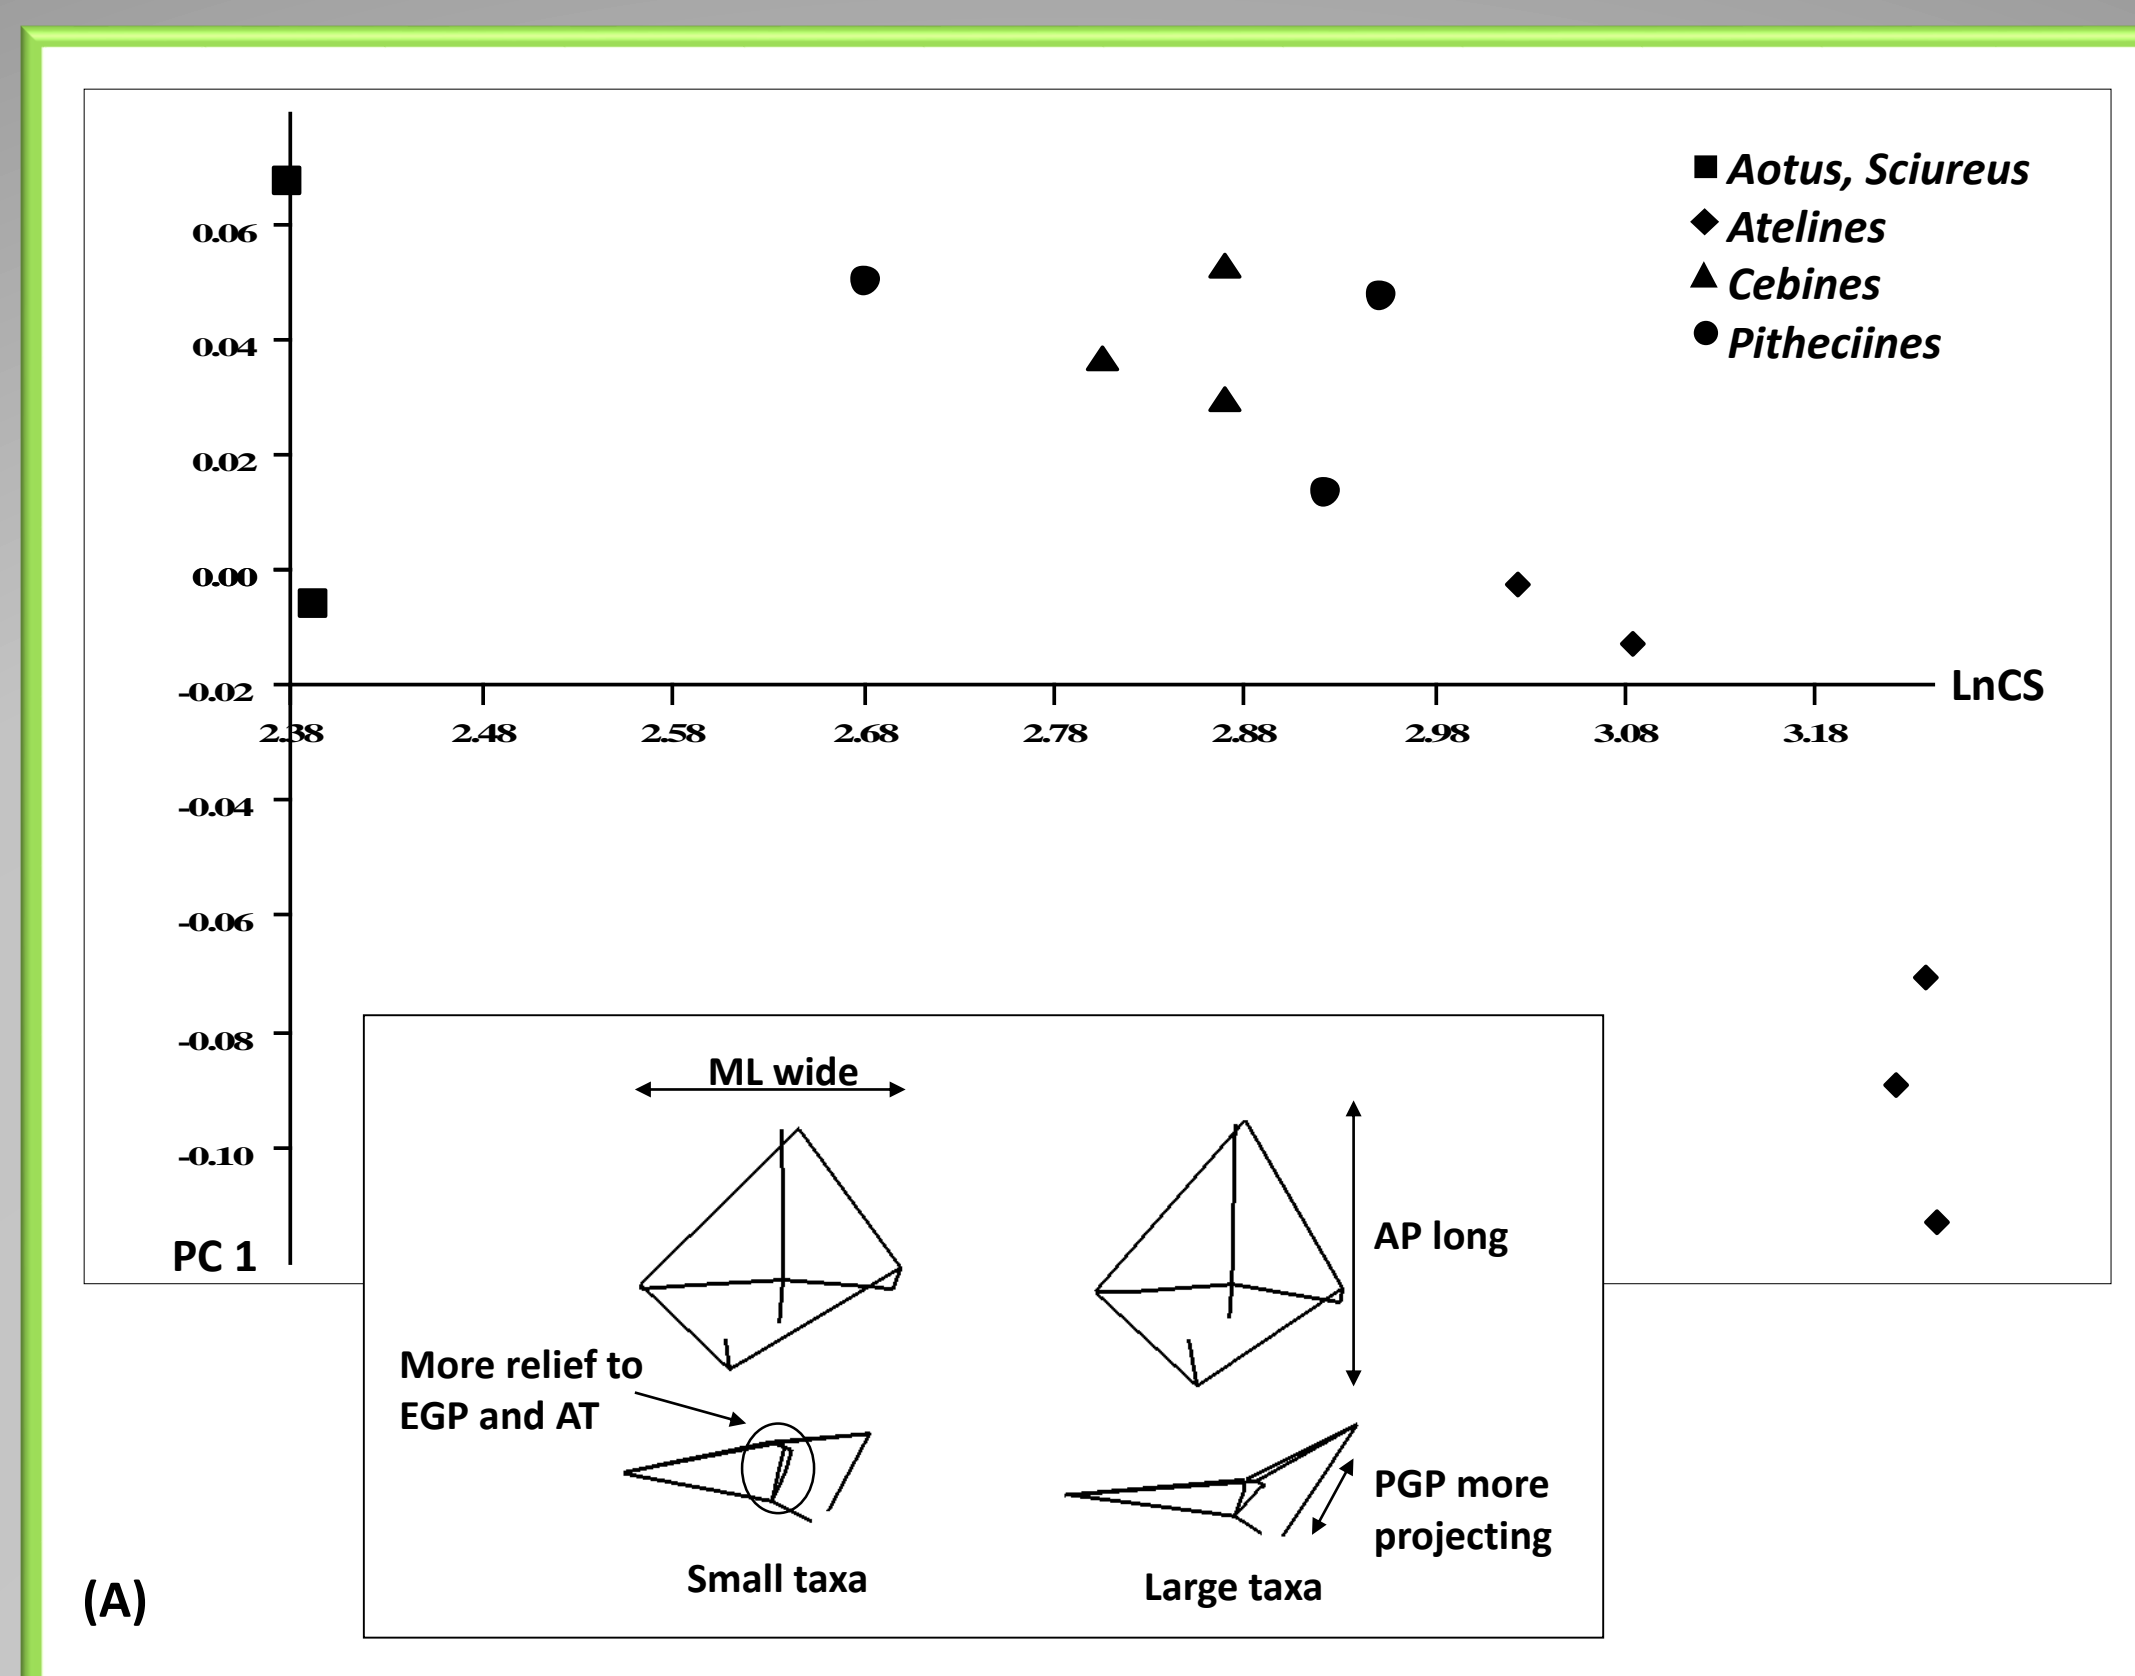 Aotus, Sciureus
Atelines
Cebines
Pitheciines
0.06
0.04
0.02
0.00
-0.02
LnCS
2.38 2.48 2.58 2.68 2.78 2.88 2.98 3.08 3.18
-0.04
-0.06
-0.08
-0.10
PC 1
ML wide
AP long
More relief to
EGP and AT
PGP more
projecting
Small taxa
Large taxa
(A)